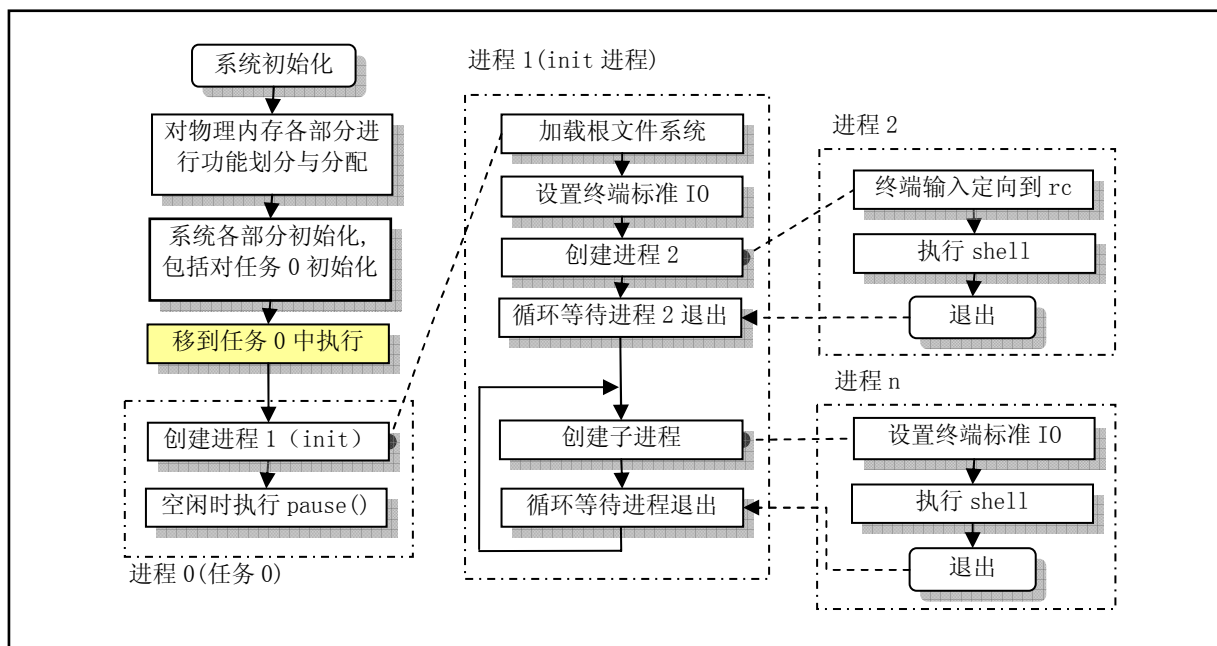 系统初始化
对物理内存各部分进
行功能划分与分配
系统各部分初始化,
包括对任务 0 初始化
移到任务 0 中执行
创建进程 1（init）
空闲时执行 pause()
进程 0(任务 0)
进程 1(init 进程)
加载根文件系统
设置终端标准 IO
创建进程 2
循环等待进程 2 退出
创建子进程
循环等待进程退出
进程 2
终端输入定向到 rc
执行 shell
退出
进程 n
设置终端标准 IO
执行 shell
退出